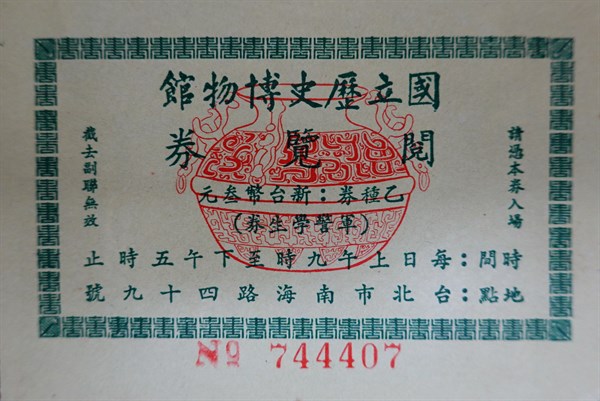 國立歷史博物館
閱覽券
乙種券：新台幣叁元
(軍警學生券)
時間：每日上午九時至下午五時止
地點：台北市南海路四十九號
請憑本券入場
截去副聯無效
№ 744407